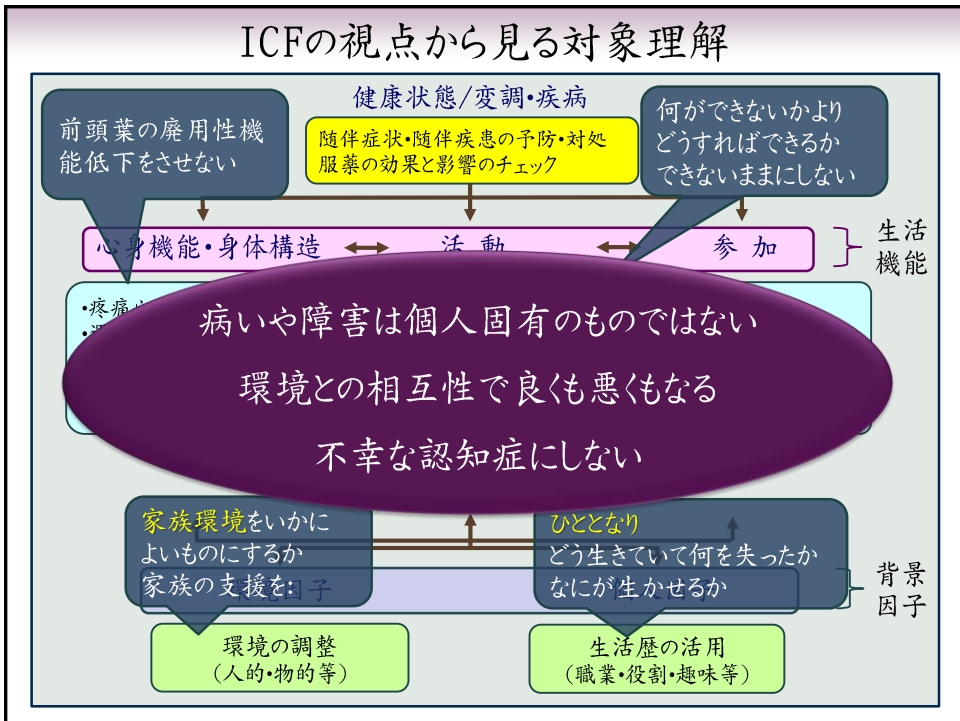 ICFの視点から見る対象理解
健康状態/変調・疾病
前頭葉の廃用性機
能低下をさせない
随伴症状・随伴疾患の予防・対処
服薬の効果と影響のチェック
何ができないかより
どうすればできるか
できないままにしない
心身機能・身体構造
活動
参加
生活
機能
・疼痛
病いや障害は個人固有のものではない
環境との相互性で良くも悪くもなる
不幸な認知症にしない
家族環境をいかに
よいものにするか
家族の支援を:
ひととなり
どう生きていて何を失ったか
なにが生かせるか
環境因子
個人因子
背景
因子
環境の調整
(人的・物的等)
生活歴の活用
(職業・役割・趣味等)